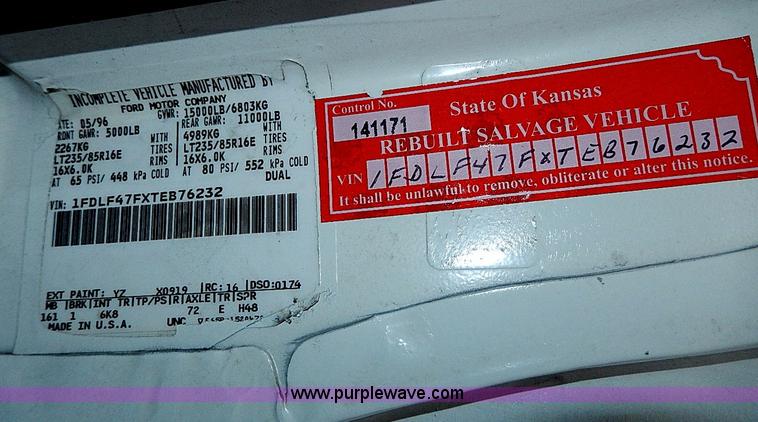 INCOMPLETE VEHICLE MANUFACTURED BY
FORD MOTOR COMPANY
GVWR: 15000LB/6803KG
TE: 05/96
RONT GAWR: 5000LB
REAR GAWR: 11000LB
2267KG WITH 4989KG WITH
LT235/85R16E TIRES LT235/85R16E TIRES
16X6.0K RIMS 16X6.0K RIMS
AT 65 PSI/ 448 kPA COLD AT 80 PSI/ 552 kPA COLD
DUAL
VIN: 1FDLF47FXTEB76232
EXT PAINT: YZ X0919 RC: 16 DSO:0174
WB BRK INT TR TP/PS R AXLE TR SPR
161 1 6K8 72 E H48
MADE IN U.S.A. UNC
Control No. 141171
State Of Kansas
REBUILT SALVAGE VEHICLE
VIN 1FDLF47FXTEB76232
It shall be unlawful to remove, obliterate or alter this notice.
www.purplewave.com